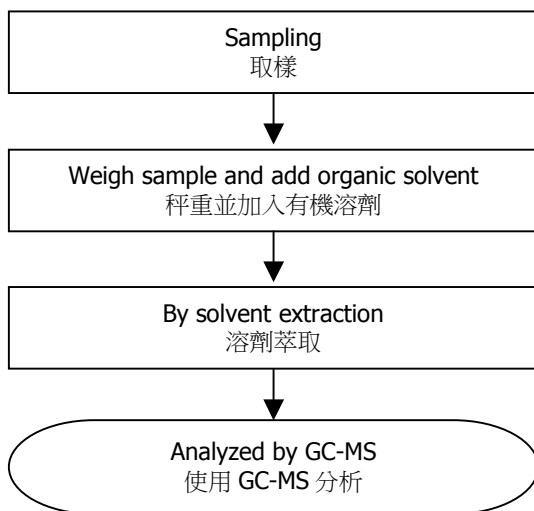 Sampling
取樣
Weigh sample and add organic solvent
秤重並加入有機溶劑
By solvent extraction
溶劑萃取
Analyzed by GC-MS
使用 GC-MS 分析